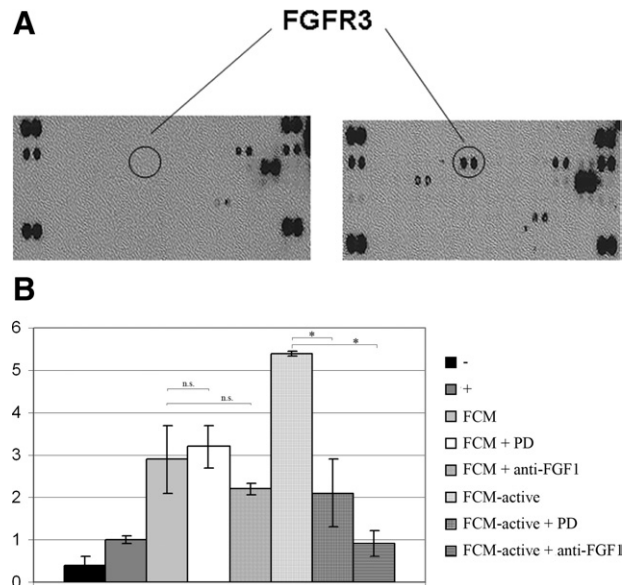 A
FGFR3
B
6
5
4
3
2
1
0
n.s.
n.s.
*
*
-
+
FCM
FCM + PD
FCM + anti-FGF1
FCM-active
FCM-active + PD
FCM-active + anti-FGF1